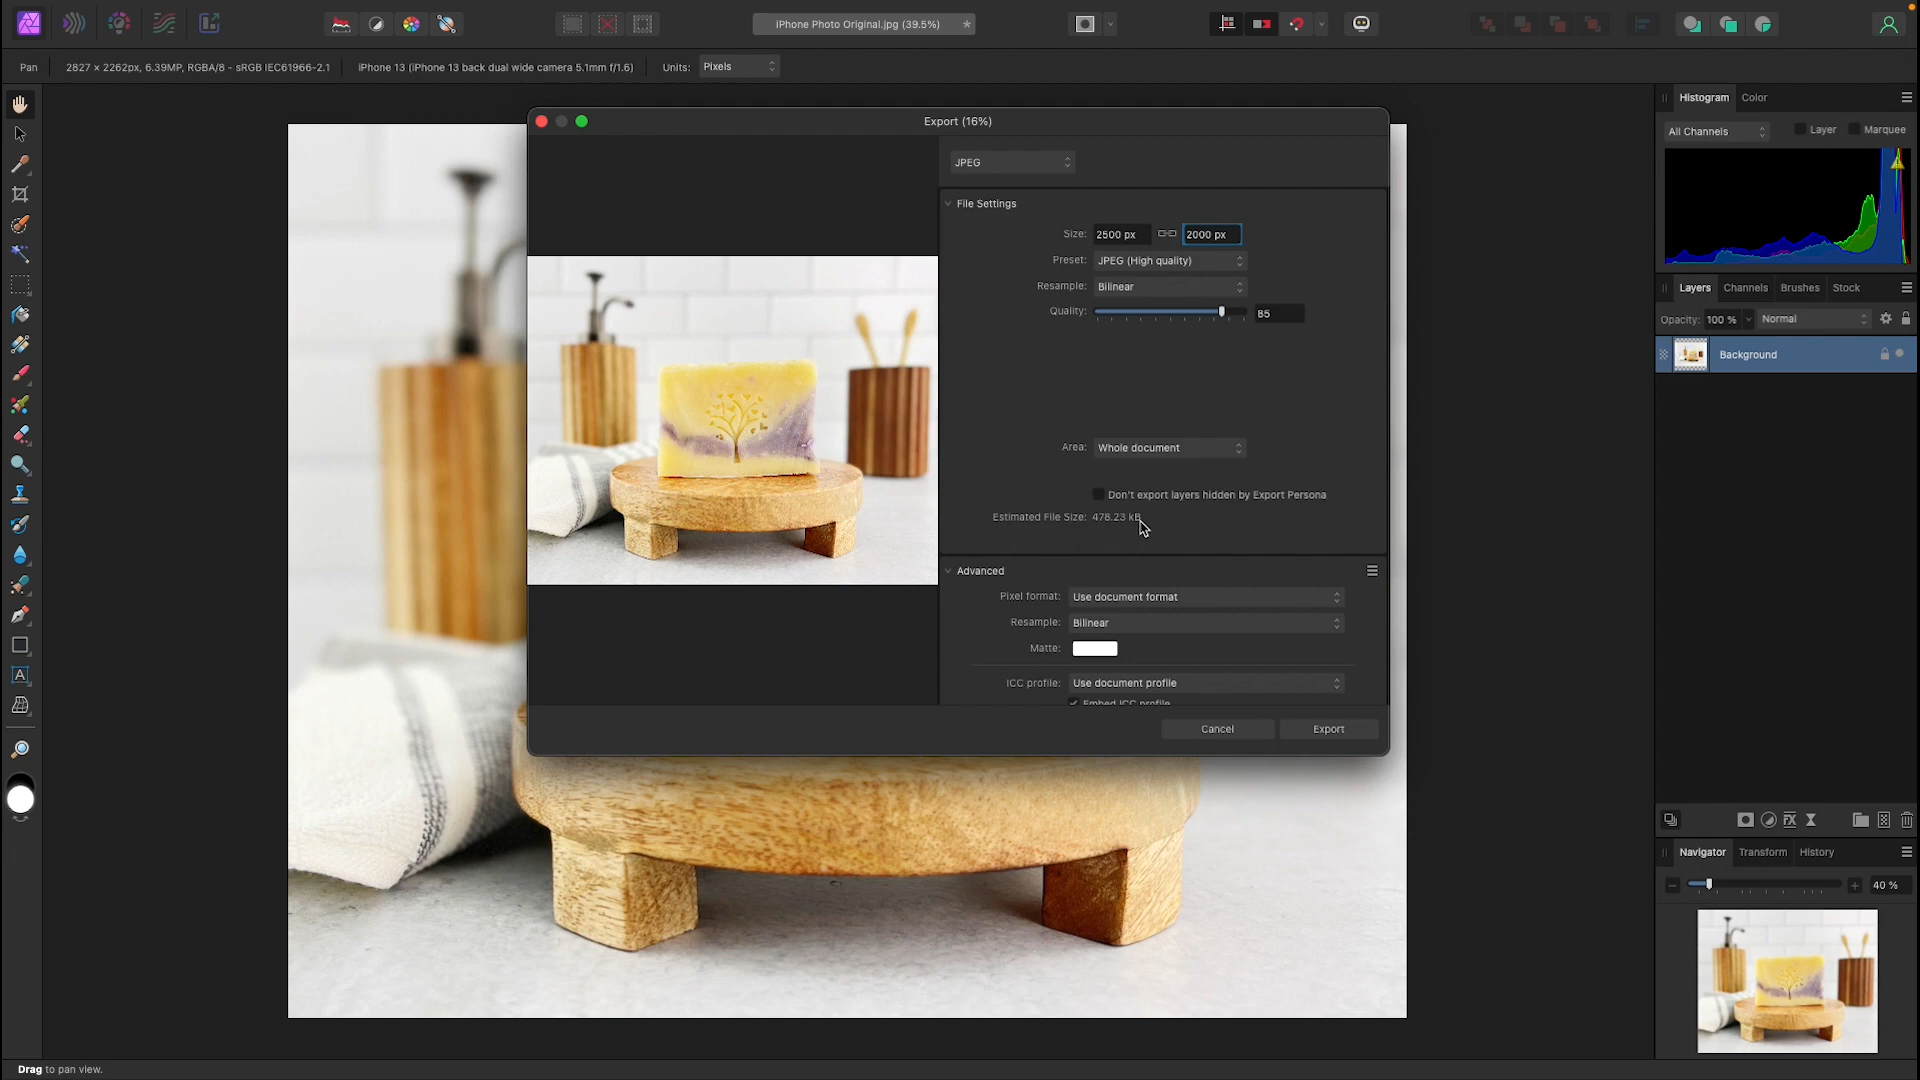 iPhone Photo Original.jpg (39.5%) *
Pan 2827 × 2262px, 6.39MP, RGBA/8 - sRGB IEC61966-2.1 iPhone 13 (iPhone 13 back dual wide camera 5.1mm f/1.6) Units: Pixels
Export (16%)
JPEG
File Settings
Size: 2500 px 2000 px
Preset: JPEG (High quality)
Resample: Bilinear
Quality: 85
Area: Whole document
Don't export layers hidden by Export Persona
Estimated File Size: 478.23 kB
Advanced
Pixel format: Use document format
Resample: Bilinear
Matte:
ICC profile: Use document profile
Embed ICC profile
Cancel Export
Histogram Color
All Channels Layer Marquee
Layers Channels Brushes Stock
Opacity: 100 % Normal
Background
Navigator Transform History
40 %
Drag to pan view.